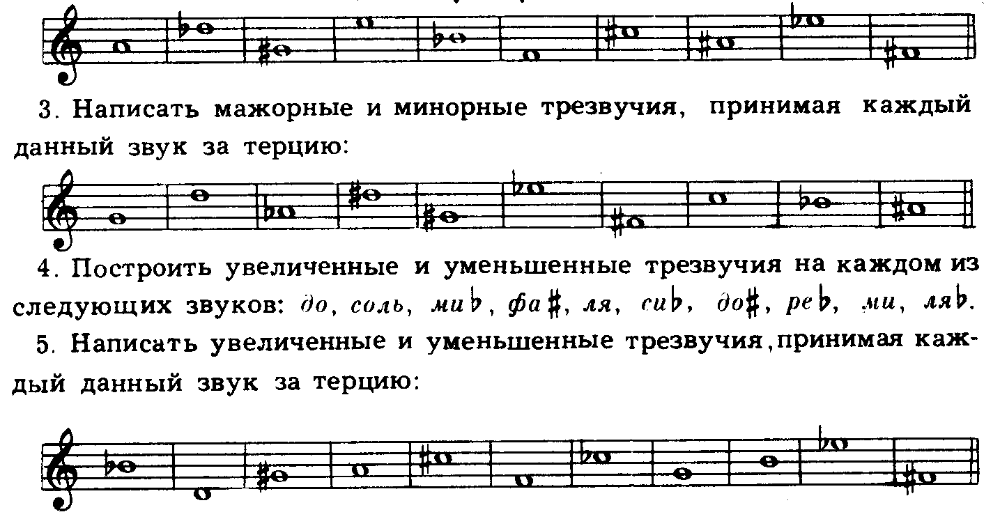 3. Написать мажорные и минорные трезвучия, принимая каждый
данный звук за терцию:
4. Построить увеличенные и уменьшенные трезвучия на каждом из
следующих звуков: до, соль, ми♭, фа♯, ля, си♭, до♯, ре♭, ми, ля♭.
5. Написать увеличенные и уменьшенные трезвучия, принимая каж-
дый данный звук за терцию: